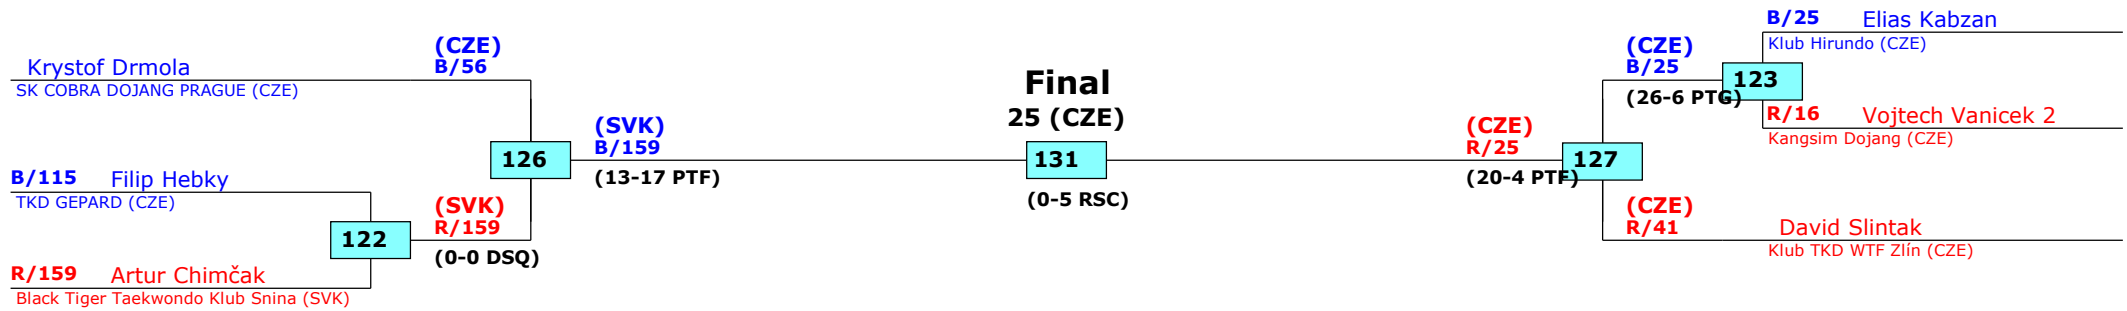 Krystof Drmola
SK COBRA DOJANG PRAGUE (CZE)
(CZE)
B/56
B/115 Filip Hebky
TKD GEPARD (CZE)
122
R/159 Artur Chimčak
Black Tiger Taekwondo Klub Snina (SVK)
(SVK)
R/159
(0-0 DSQ)
126
(SVK)
B/159
(13-17 PTF)
Final
25 (CZE)
131
(0-5 RSC)
(CZE)
R/25
(20-4 PTF)
127
(CZE)
B/25
(26-6 PTG)
123
B/25 Elias Kabzan
Klub Hirundo (CZE)
R/16 Vojtech Vanicek 2
Kangsim Dojang (CZE)
(CZE)
R/41
David Slintak
Klub TKD WTF Zlín (CZE)